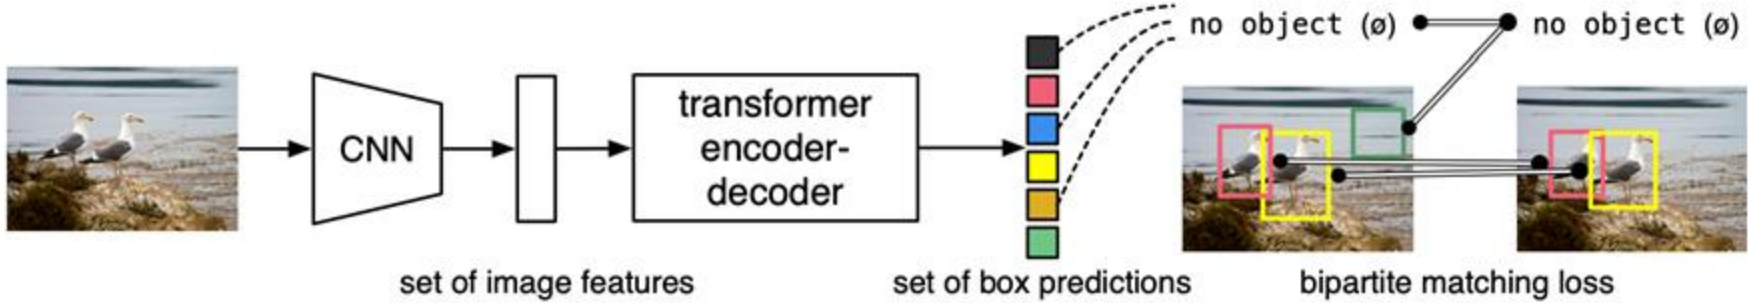 no object (ø)
no object (ø)
CNN
transformer
encoder-
decoder
set of image features
set of box predictions
bipartite matching loss